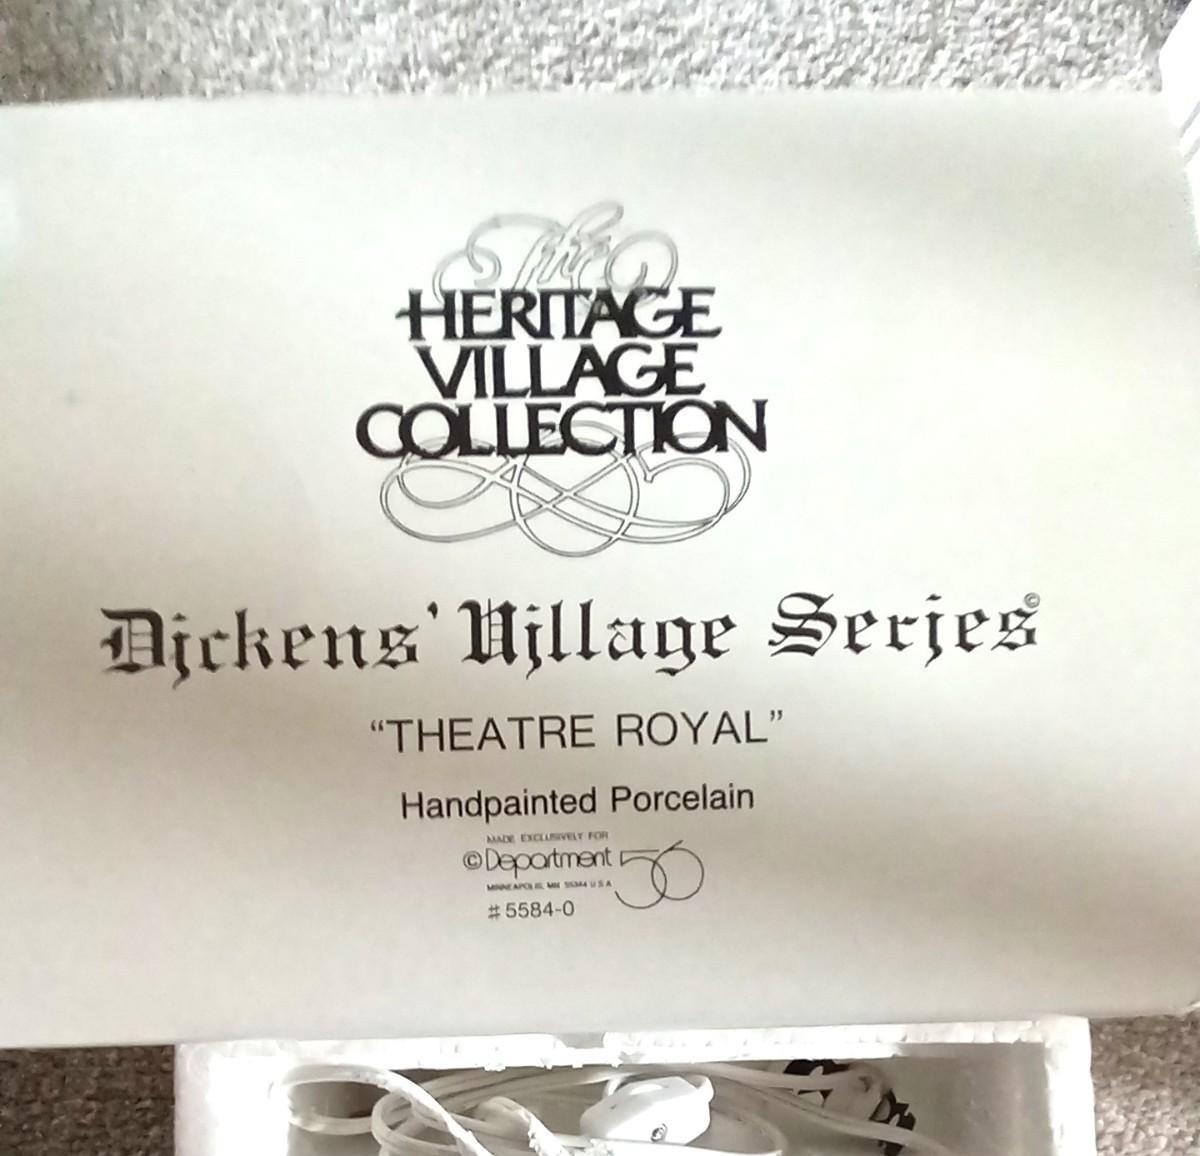 The
HERITAGE
VILLAGE
COLLECTION
Dickens' Village Series©
“THEATRE ROYAL”
Handpainted Porcelain
MADE EXCLUSIVELY FOR
© Department 56
MINNEAPOLIS, MN 55344 U S A
# 5584-0